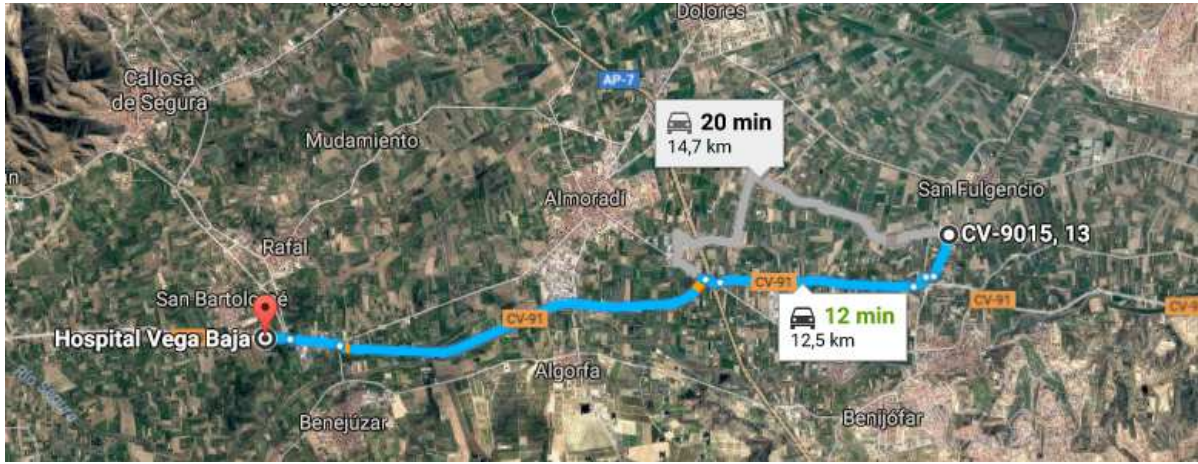 Dolores
Callosa
de Segura
AP-7
20 min
14,7 km
Mudamiento
Almoradí
San Fulgencio
CV-9015, 13
Rafal
CV-91
San Bartolomé
CV-91
12 min
12,5 km
CV-91
Hospital Vega Baja
Algorfa
Río Segura
Benejúzar
Benijófar